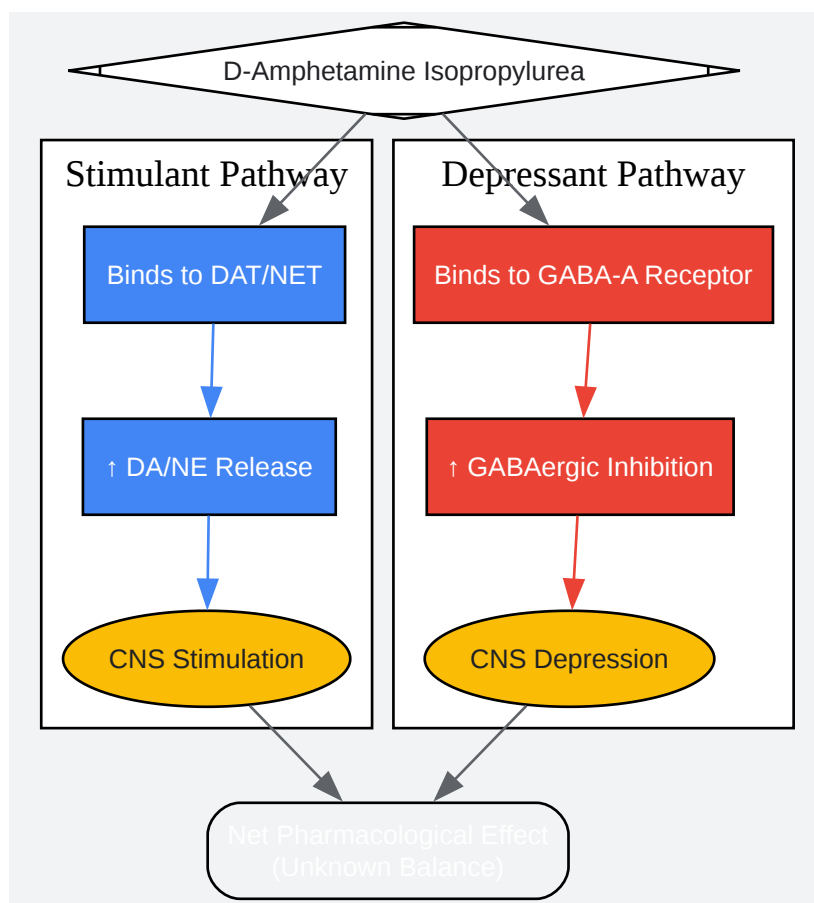 D-Amphetamine Isopropylurea
Stimulant Pathway
Depressant Pathway
Binds to DAT/NET
Binds to GABA-A Receptor
↑ DA/NE Release
↑ GABAergic Inhibition
CNS Stimulation
CNS Depression
Net Pharmacological Effect
(Unknown Balance)